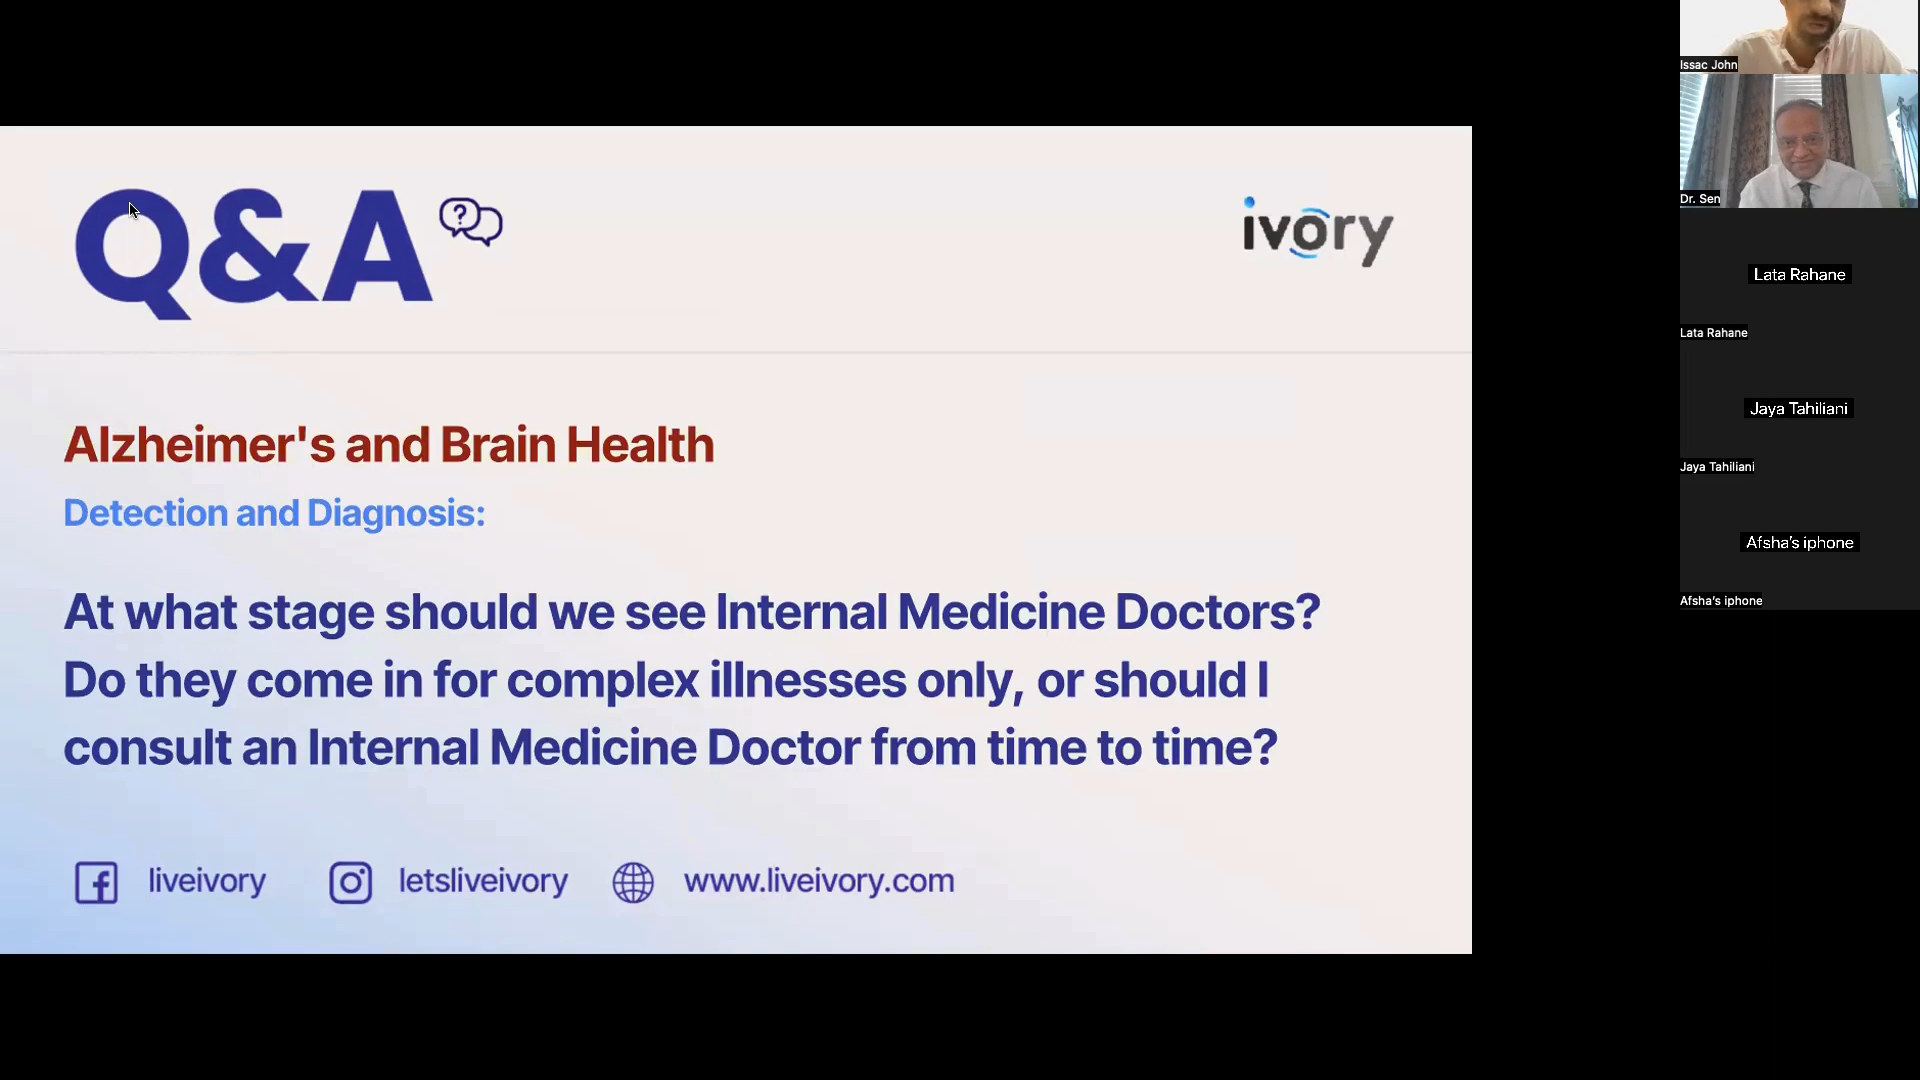 Q&A
?
ivory
Alzheimer's and Brain Health
Detection and Diagnosis:
At what stage should we see Internal Medicine Doctors?
Do they come in for complex illnesses only, or should I
consult an Internal Medicine Doctor from time to time?
liveivory
letsliveivory
www.liveivory.com
Issac John
Dr. Sen
Lata Rahane
Lata Rahane
Jaya Tahiliani
Jaya Tahiliani
Afsha's iphone
Afsha's iphone